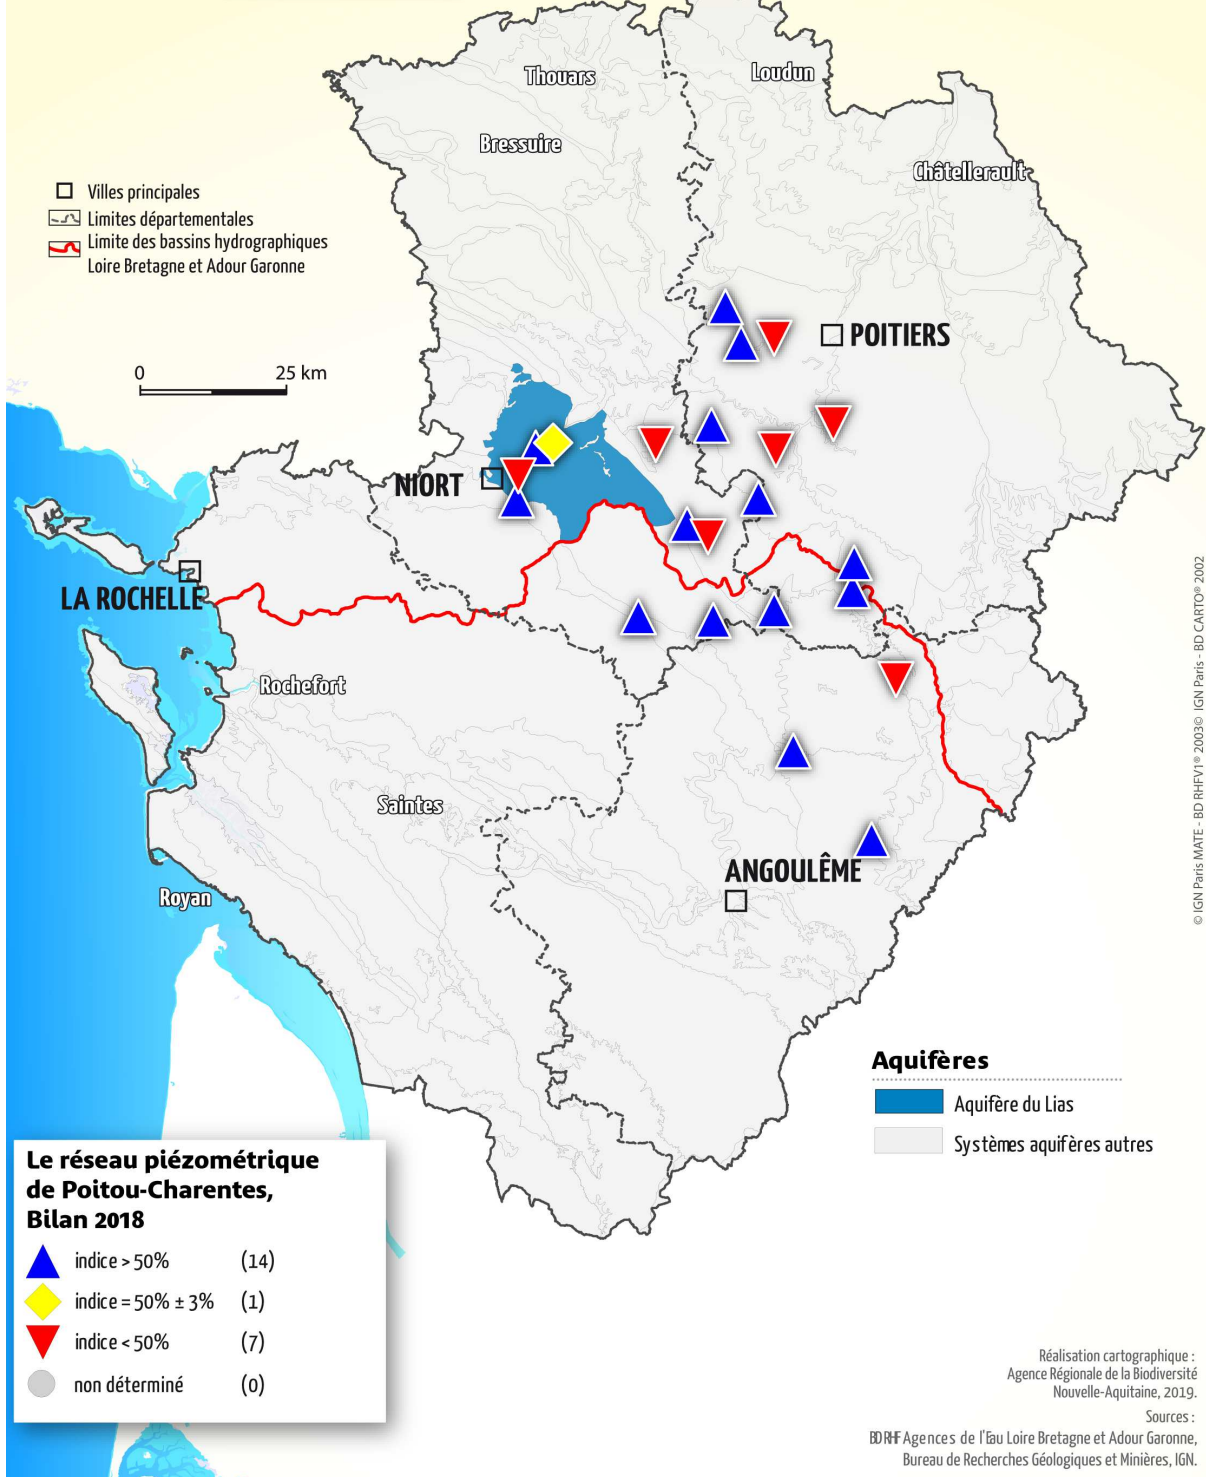 Thouars
Loudun
Bressuire
Châtellerault
Villes principales
Limites départementales
Limite des bassins hydrographiques
Loire Bretagne et Adour Garonne
POITIERS
0 25 km
NIORT
LA ROCHELLE
Rochefort
Saintes
ANGOULÊME
Royan
© IGN Paris MATE - BD RHFV1® 2003© IGN Paris - BD CARTO® 2002
Aquifères
Aquifère du Lias
Systèmes aquifères autres
Le réseau piézométrique
de Poitou-Charentes,
Bilan 2018
indice > 50% (14)
indice = 50% ± 3% (1)
indice < 50% (7)
non déterminé (0)
Réalisation cartographique :
Agence Régionale de la Biodiversité
Nouvelle-Aquitaine, 2019.
Sources :
BD RHF Agences de l'Eau Loire Bretagne et Adour Garonne,
Bureau de Recherches Géologiques et Minières, IGN.